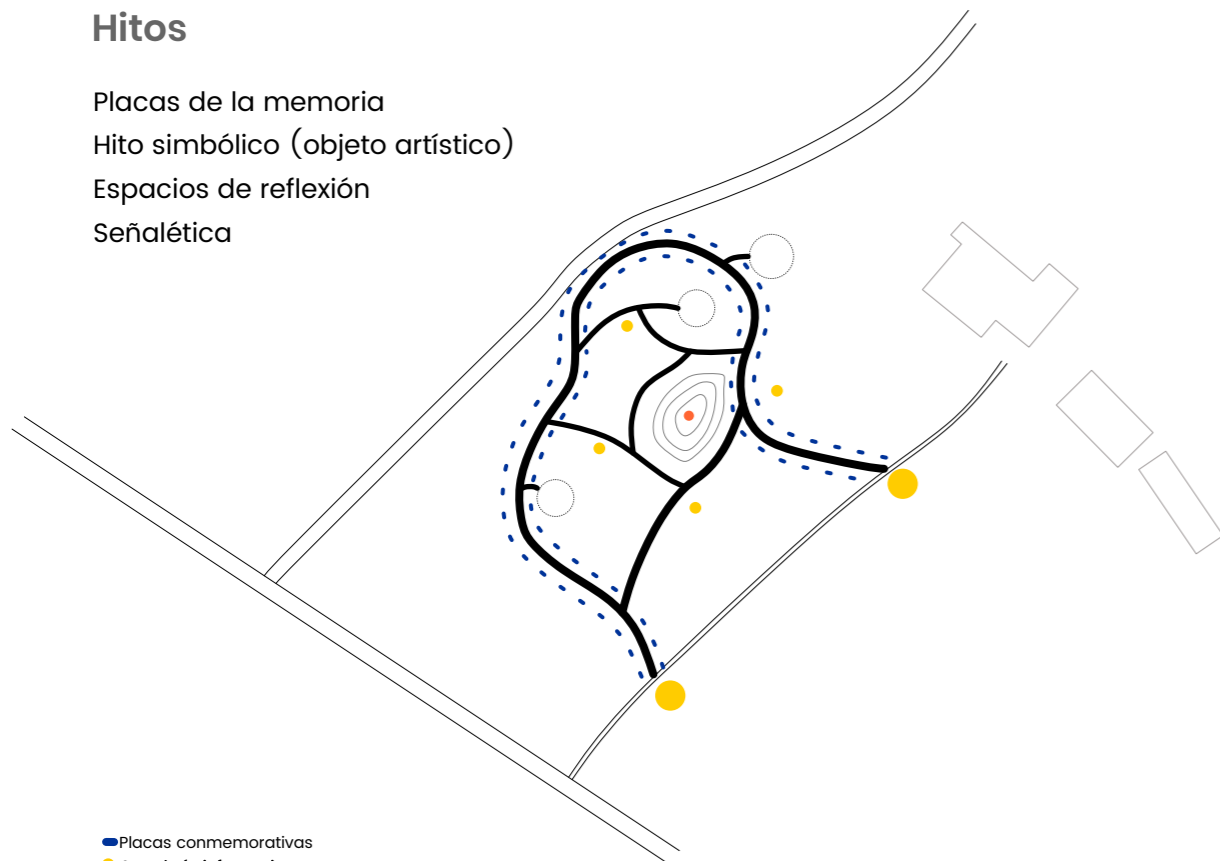 Hitos
Placas de la memoria
Hito simbólico (objeto artístico)
Espacios de reflexión
Señalética
Placas conmemorativas